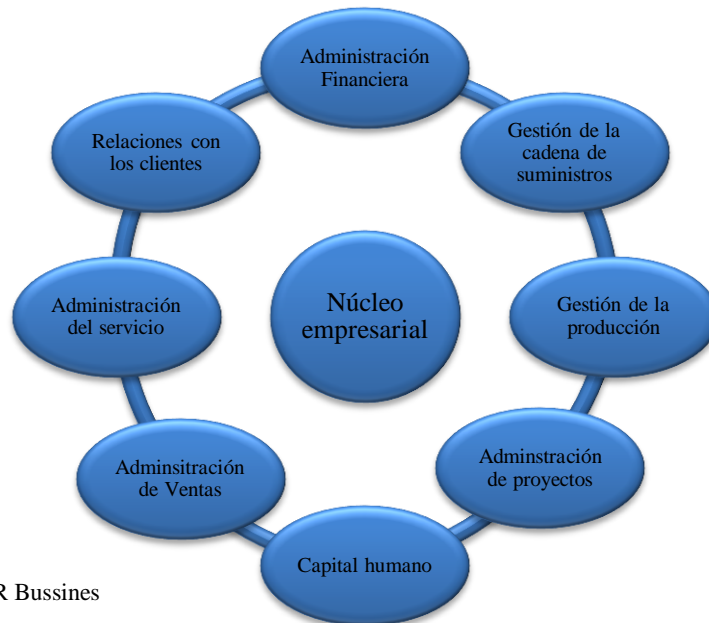 Administración
Financiera
Gestión de la
cadena de
suministros
Gestión de la
producción
Adminstración
de proyectos
Capital humano
Adminsitración
de Ventas
Administración
del servicio
Relaciones con
los clientes
Núcleo
empresarial
R Bussines